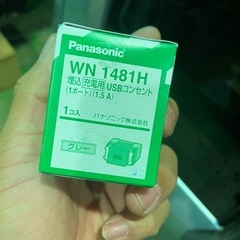 Panasonic
WN 1481H
埋込充電用USBコンセント
(1ポート)(1.5 A)
1コ入
パナソニック株式会社
グレー